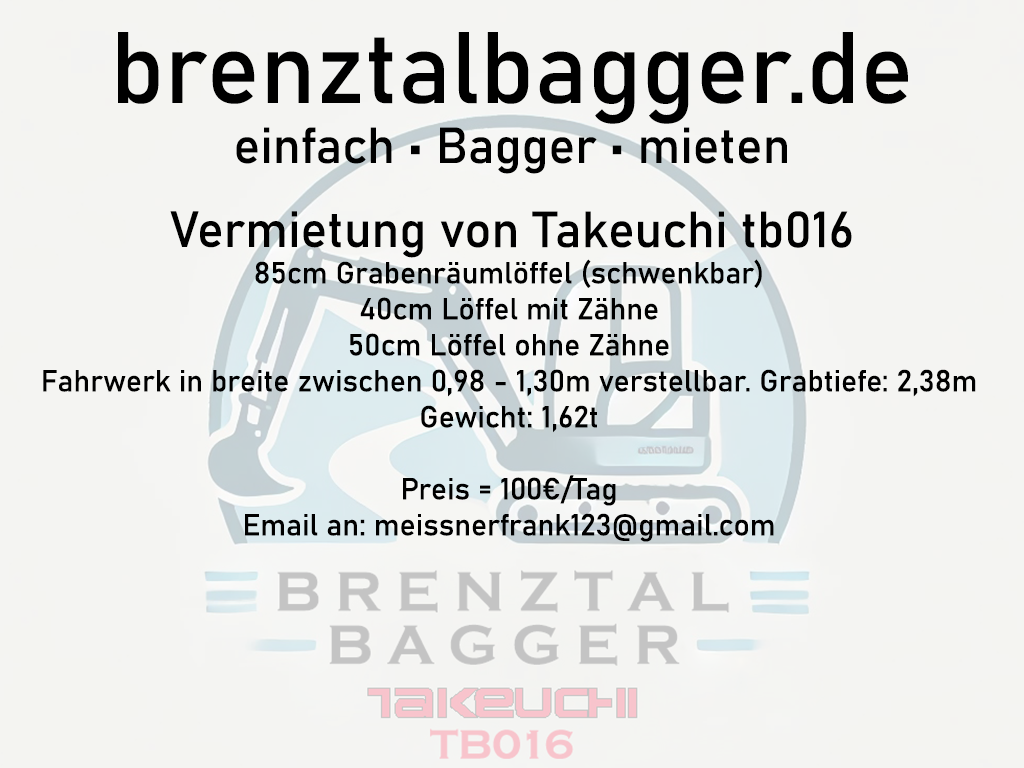 brenztalbagger.de
einfach · Bagger · mieten
Vermietung von Takeuchi tb016
85cm Grabenräumlöffel (schwenkbar)
40cm Löffel mit Zähne
50cm Löffel ohne Zähne
Fahrwerk in breite zwischen 0,98 - 1,30m verstellbar. Grabtiefe: 2,38m
Gewicht: 1,62t
Preis = 100€/Tag
Email an: meissnerfrank123@gmail.com
BRENZTAL
BAGGER
TAKEUCHI
TB016